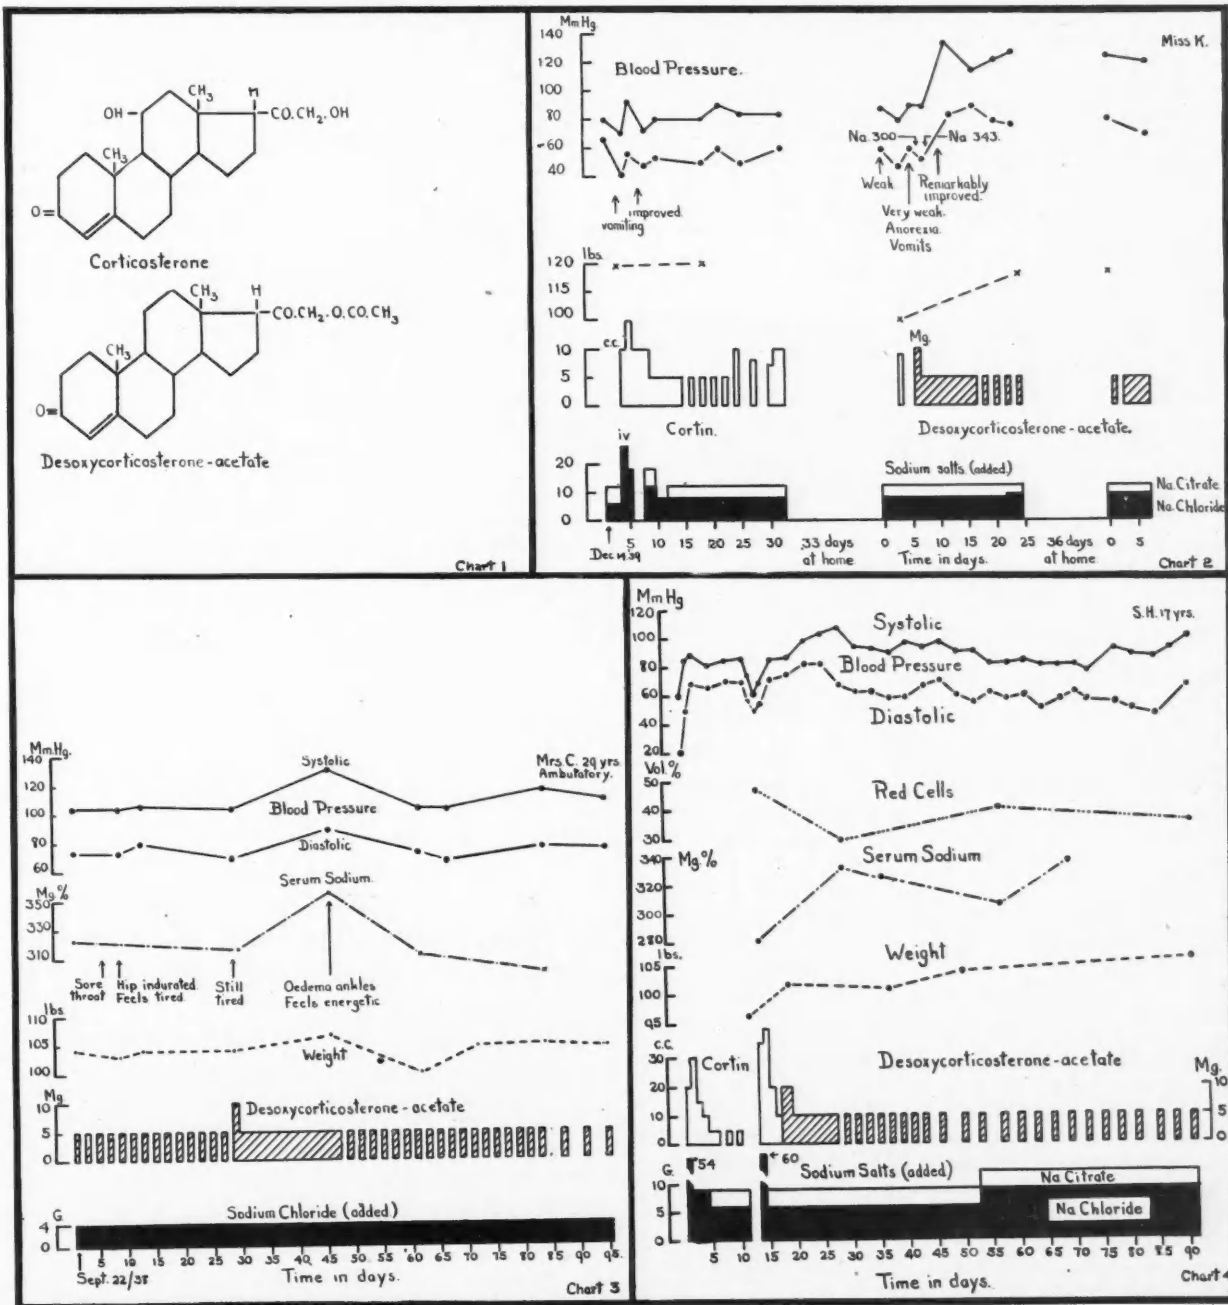 CH₃
H
OH
CO.CH₂.OH
CH₃
O=
Corticosterone
CH₃
H
CO.CH₂.O.CO.CH₃
CH₃
O=
Desoxycorticosterone-acetate
Chart 1
Mm Hg.
Miss K.
140
120
100
80
60
40
Blood Pressure.
vomiting
improved.
Na. 300
Na 343.
Weak.
Very weak.
Anorexia.
Vomits
Remarkably
improved.
lbs.
120
110
100
c.c.
10
5
0
Mg.
Cortin.
Desoxycorticosterone-acetate.
iv
20
10
0
Sodium salts (added)
Na Citrate
Na Chloride
5 10 15 20 25 30
33 days
at home
0 5 10 15 20 25
Time in days.
36 days
at home
0 5
Chart 2
Mm.Hg.
140
120
100
80
60
Systolic
Blood Pressure
Diastolic
Mrs. C. 29 yrs.
Ambulatory.
Mg.%
350
330
310
Serum Sodium.
Sore
throat
Hip indurated.
Feels tired.
Still
tired
Oedema ankles
Feels energetic
lbs.
110
105
100
Weight
Mg
10
5
0
Desoxycorticosterone-acetate
G.
4
0
Sodium Chloride (added)
5 10 15 20 25 30 35 40 45 50 55 60 65 70 75 80 85 90 95.
Sept. 22/38
Time in days.
Chart 3
Mm Hg
S.H. 17 yrs.
120
100
80
60
40
20
Systolic
Blood Pressure
Diastolic
Vol.%
50
40
30
Red Cells
Mg.%
340
320
300
280
Serum Sodium
lbs.
105
100
95
Weight
c.c.
30
20
10
0
Cortin
Desoxycorticosterone-acetate
Mg.
10
5
0
G.
10
5
0
54
60
Sodium Salts (added)
Na Citrate
Na Chloride
5 10 15 20 25 30 35 40 45 50 55 60 65 70 75 80 85 90
Time in days.
Chart 4